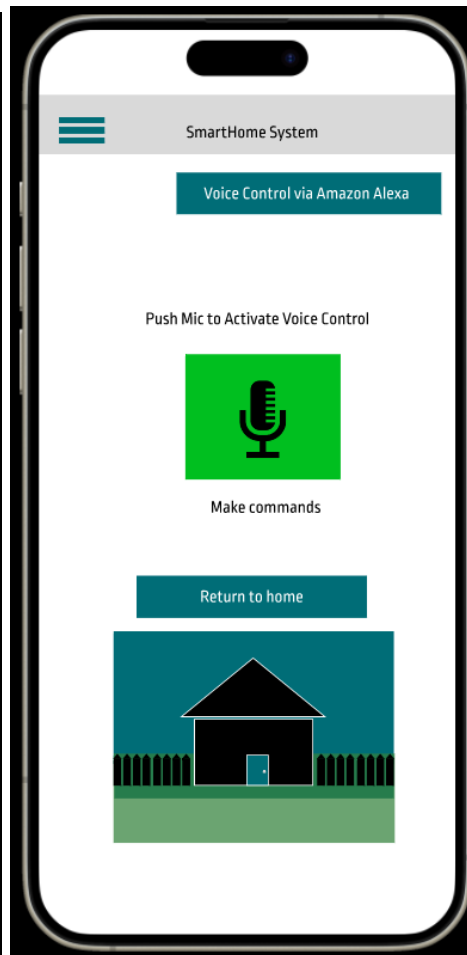 SmartHome System
Voice Control via Amazon Alexa
Push Mic to Activate Voice Control
Make commands
Return to home